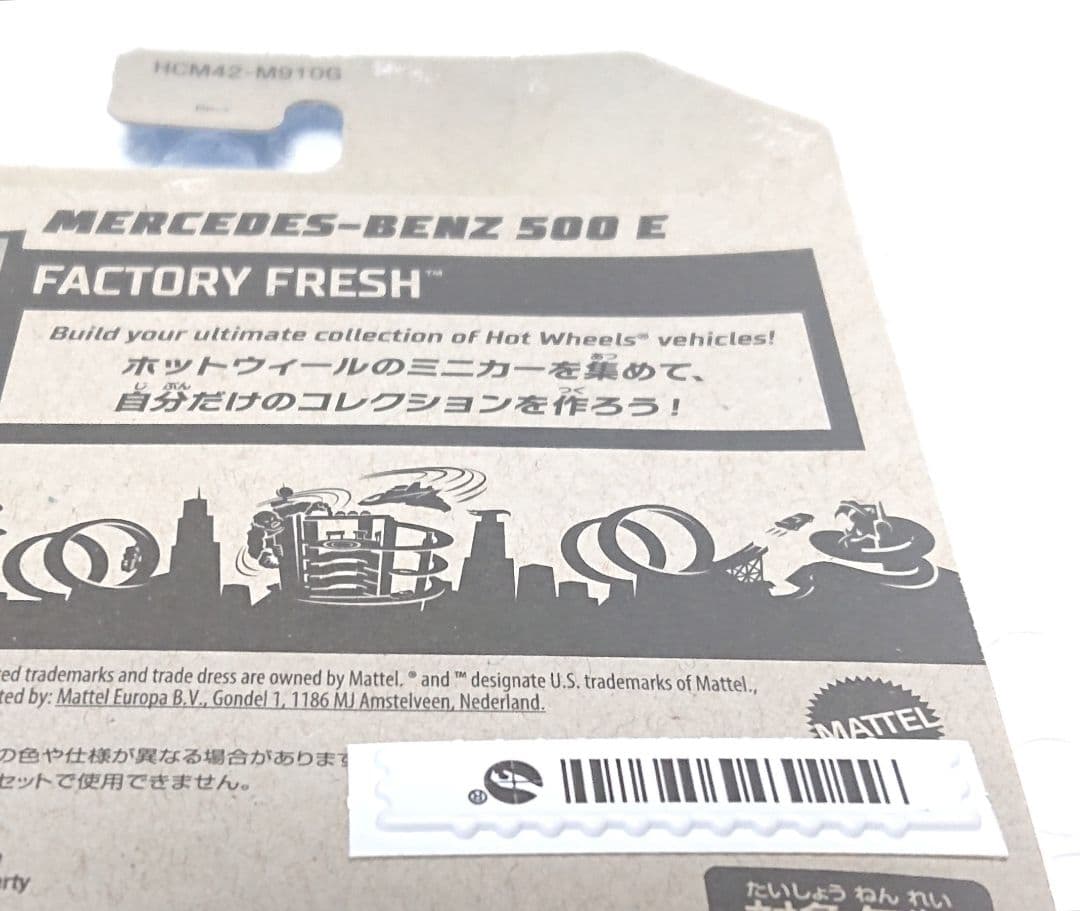 HCM42-M910G
MERCEDES-BENZ 500 E
FACTORY FRESH™
Build your ultimate collection of Hot Wheels® vehicles!
ホットウィールのミニカーを集めて、
自分だけのコレクションを作ろう！
ed trademarks and trade dress are owned by Mattel. ® and ™ designate U.S. trademarks of Mattel.,
ted by: Mattel Europa B.V., Gondel 1, 1186 MJ Amstelveen, Nederland.
MATTEL
の色や仕様が異なる場合があります
セットで使用できません。
rty
たいしょう ねん れい